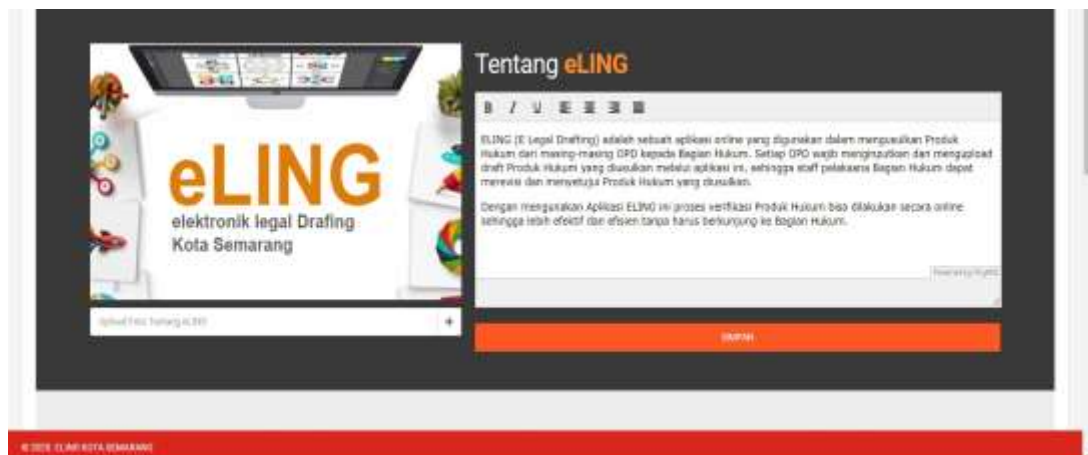 Tentang eLING
eLING
elektronik legal Drafing
Kota Semarang
B I U
ELING (E Legal Drafting) adalah sebuah aplikasi online yang digunakan dalam mengusulkan Produk
Hukum dari masing-masing OPD kepada Bagian Hukum. Setiap OPD wajib menginputkan dan mengupload
draft Produk Hukum yang diusulkan melalui aplikasi ini, sehingga staff pelaksana Bagian Hukum dapat
merevisi dan menyetujui Produk Hukum yang diusulkan.
Dengan mengunakan Aplikasi ELING ini proses verifikasi Produk Hukum bisa dilakukan secara online
sehingga lebih efektif dan efisien tanpa harus berkunjung ke Bagian Hukum.
Upload Foto Tentang eLING
+
SIMPAN
ELING KOTA SEMARANG